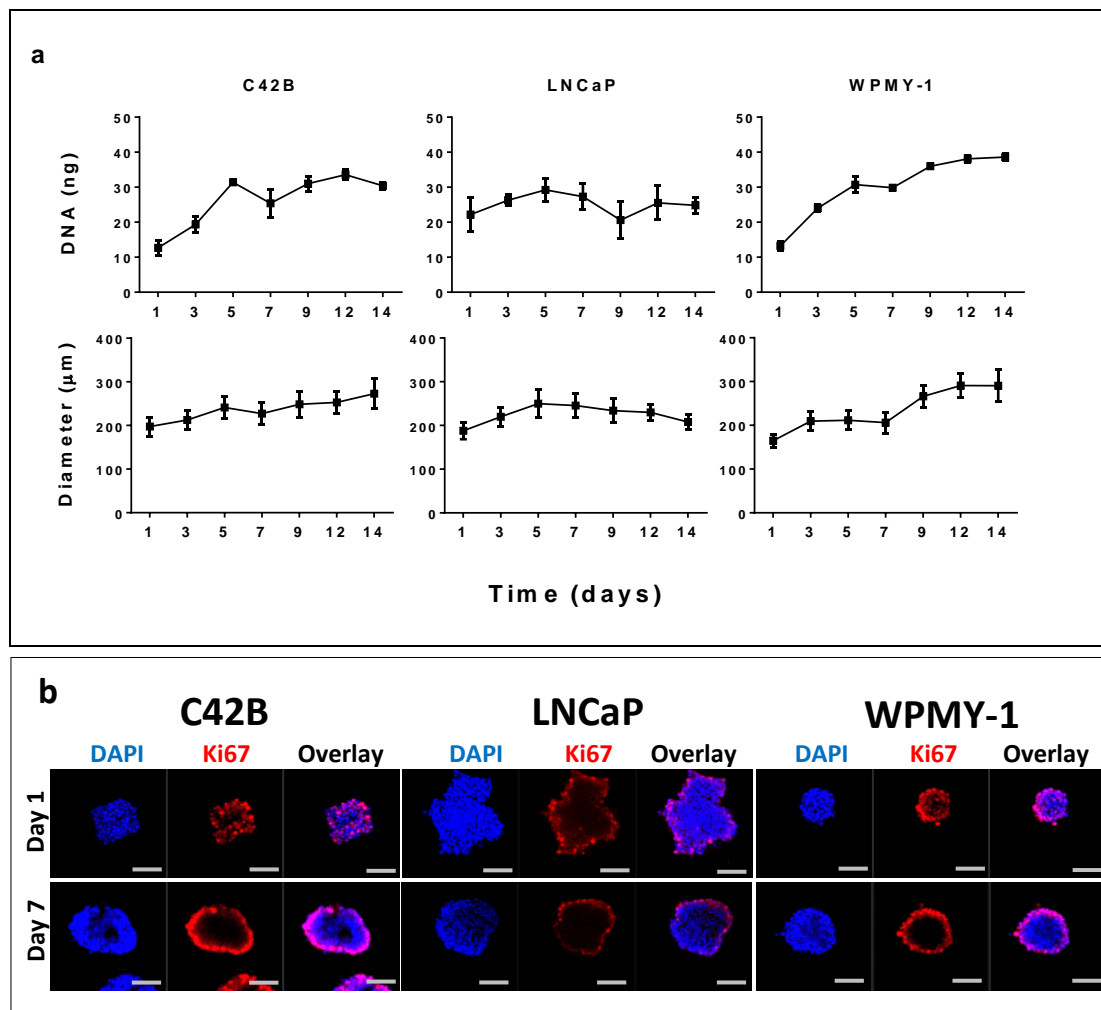 a
C42B LNCaP WPMY-1
DNA (ng)
50 50 50
40 40 40
30 30 30
20 20 20
10 10 10
0 0 0
1 3 5 7 9 12 14 1 3 5 7 9 12 14 1 3 5 7 9 12 14
Diameter (µm)
400 400 400
300 300 300
200 200 200
100 100 100
0 0 0
1 3 5 7 9 12 14 1 3 5 7 9 12 14 1 3 5 7 9 12 14
Time (days)
b
C42B LNCaP WPMY-1
DAPI Ki67 Overlay DAPI Ki67 Overlay DAPI Ki67 Overlay
Day 1
Day 7